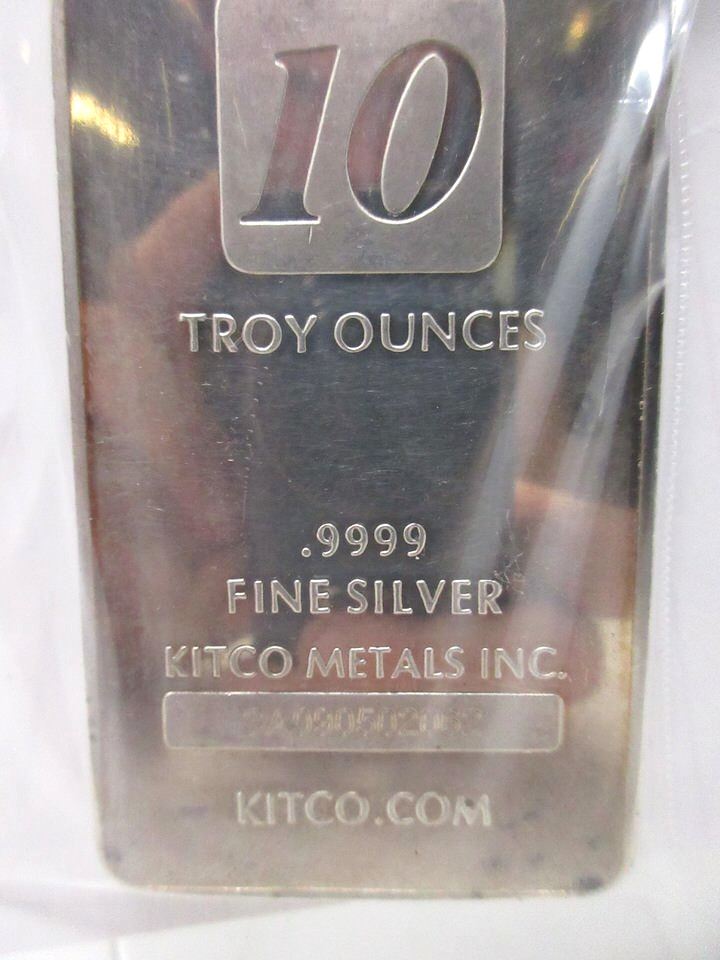 10
TROY OUNCES
.9999
FINE SILVER
KITCO METALS INC.
KITCO.COM